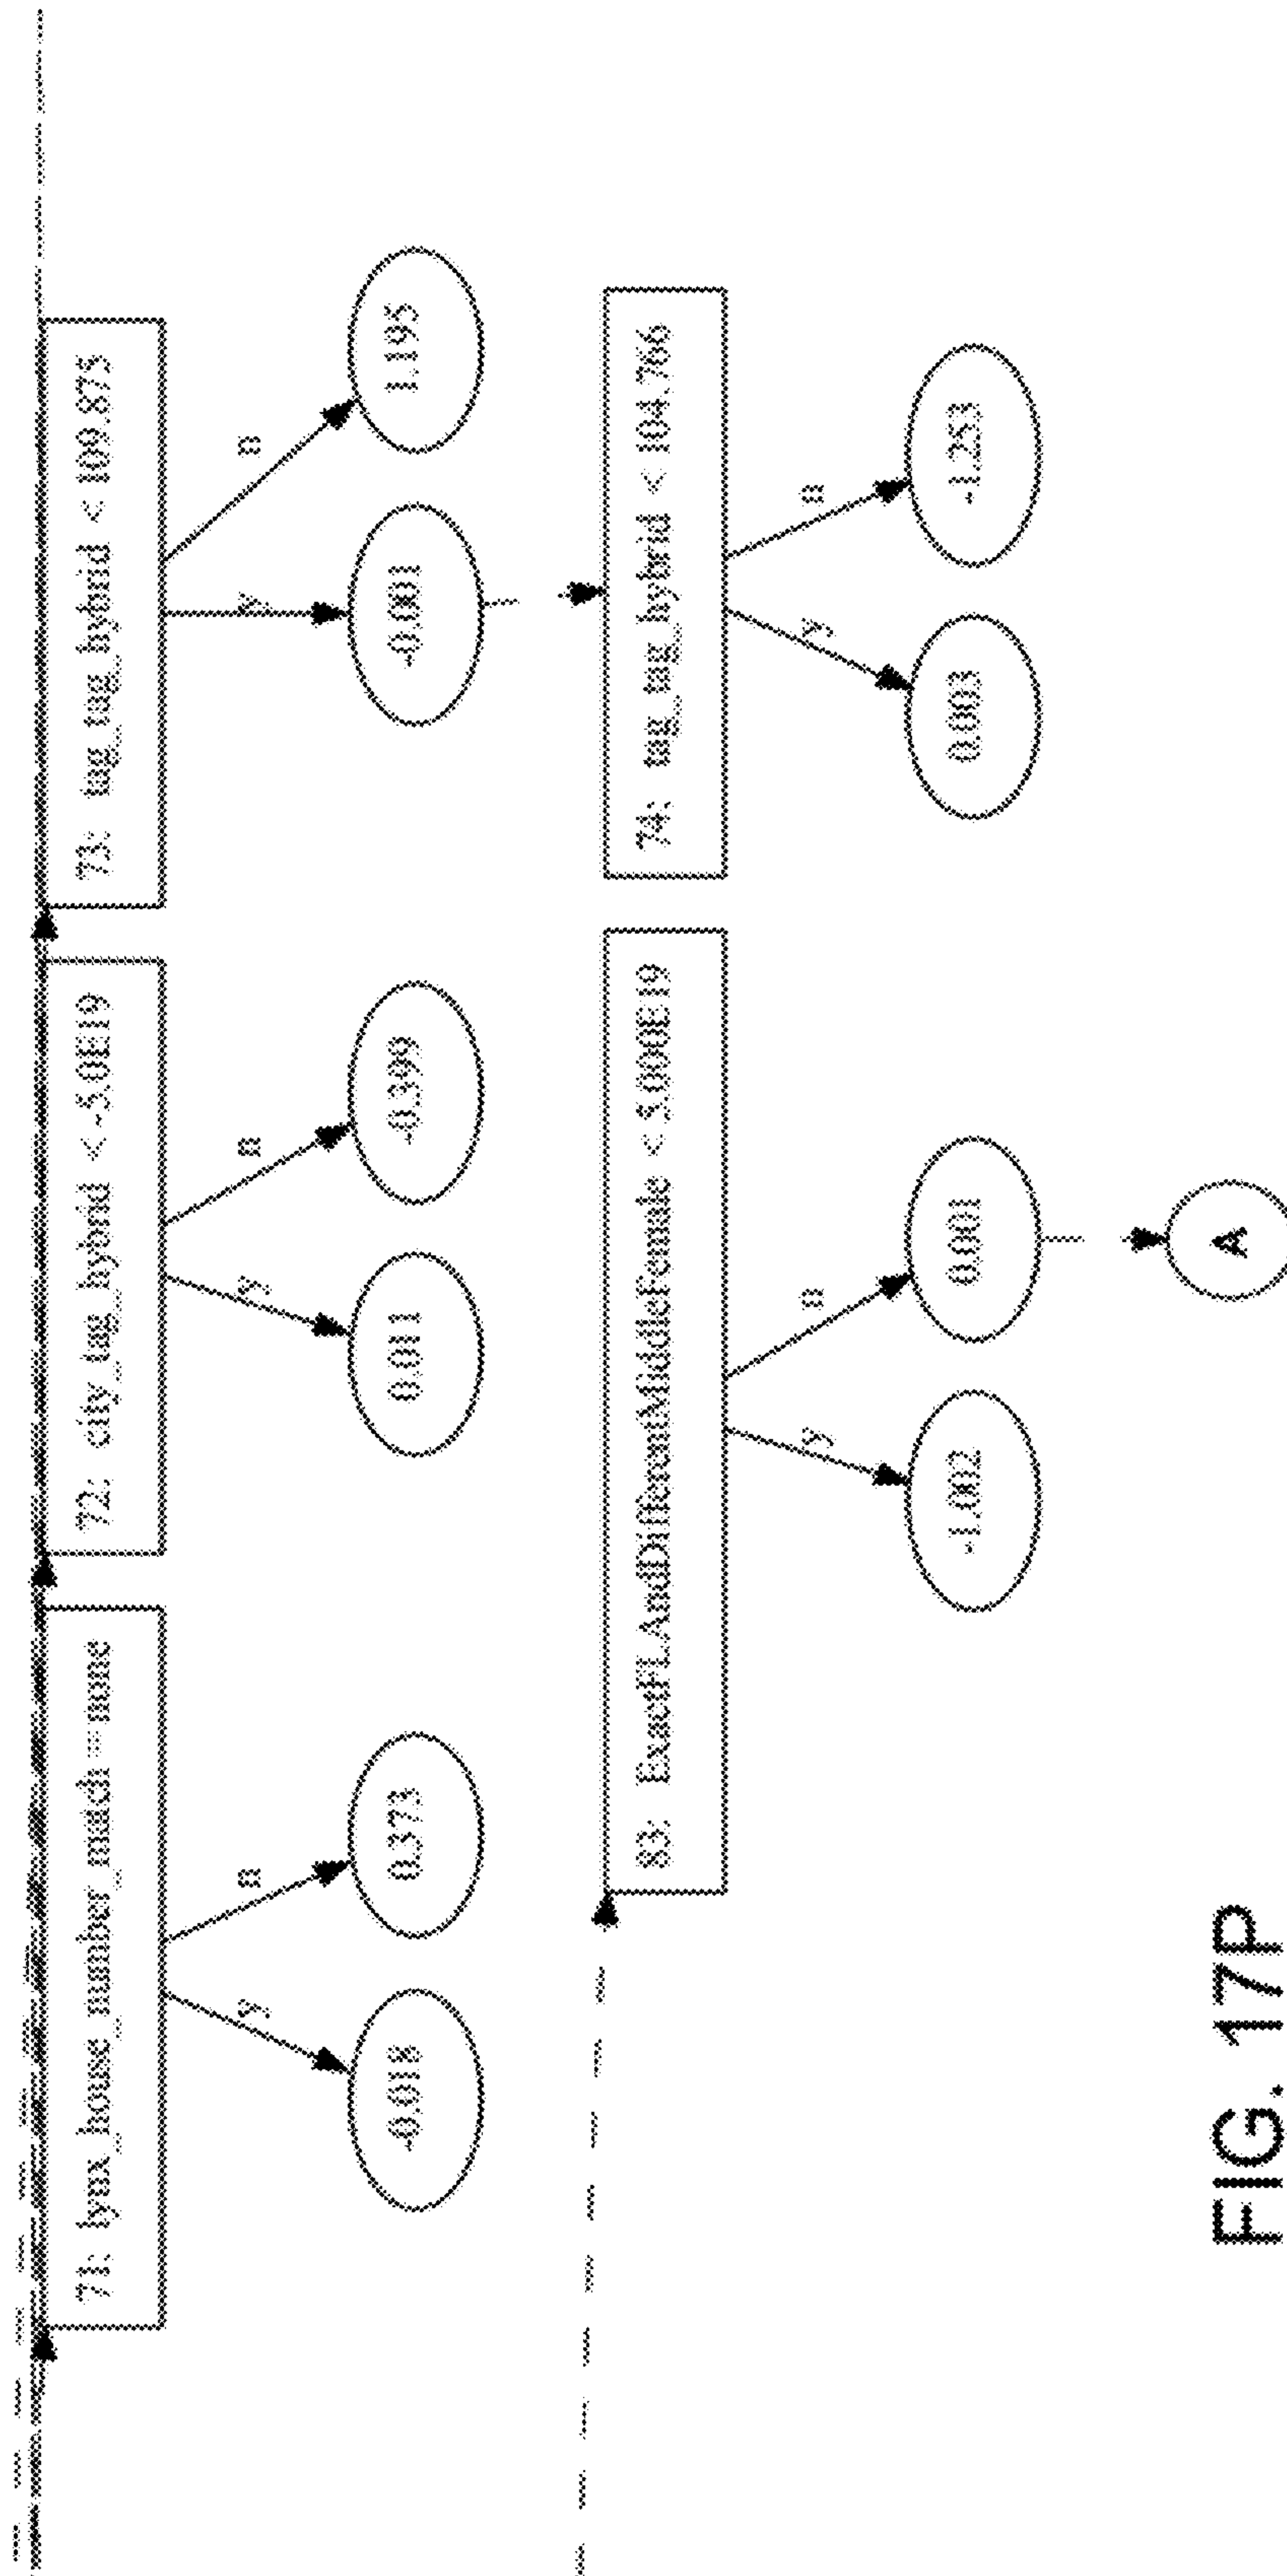 71: lynx_house_number_match = none
72: city_tag_hybrid < -5.0E19
73: tag_tag_hybrid < 109.875
y
n
y
n
y
n
-0.018
0.373
0.011
-0.399
-0.001
1.195
83: ExactFLAndDifferentMiddleFemale < 5.000E19
74: tag_tag_hybrid < 104.766
y
n
y
n
-1.002
0.001
0.003
-1.253
A
FIG. 17P